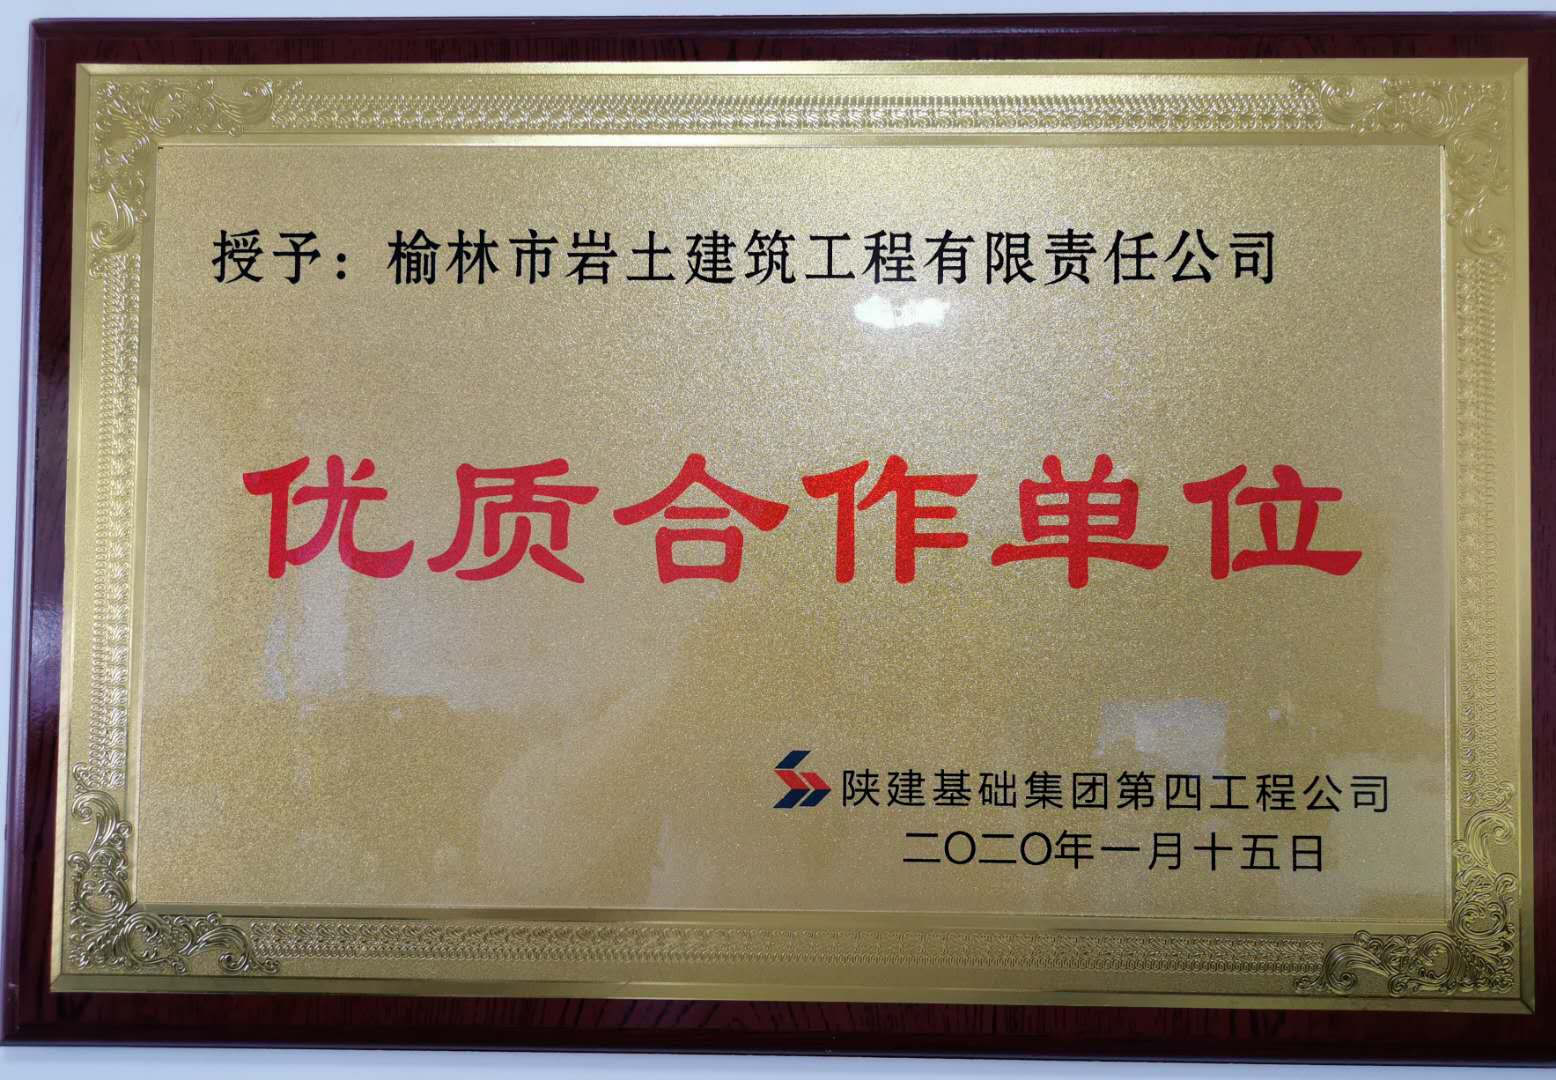 授予：榆林市岩土建筑工程有限责任公司
优质合作单位
陕建基础集团第四工程公司
二〇二〇年一月十五日